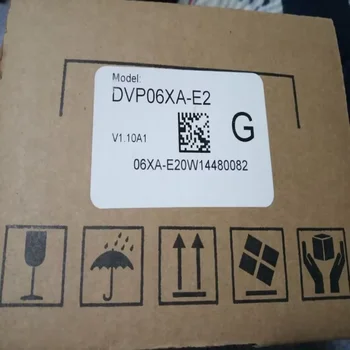 Model:
DVP06XA-E2
G
V1.10A1
06XA-E20W14480082